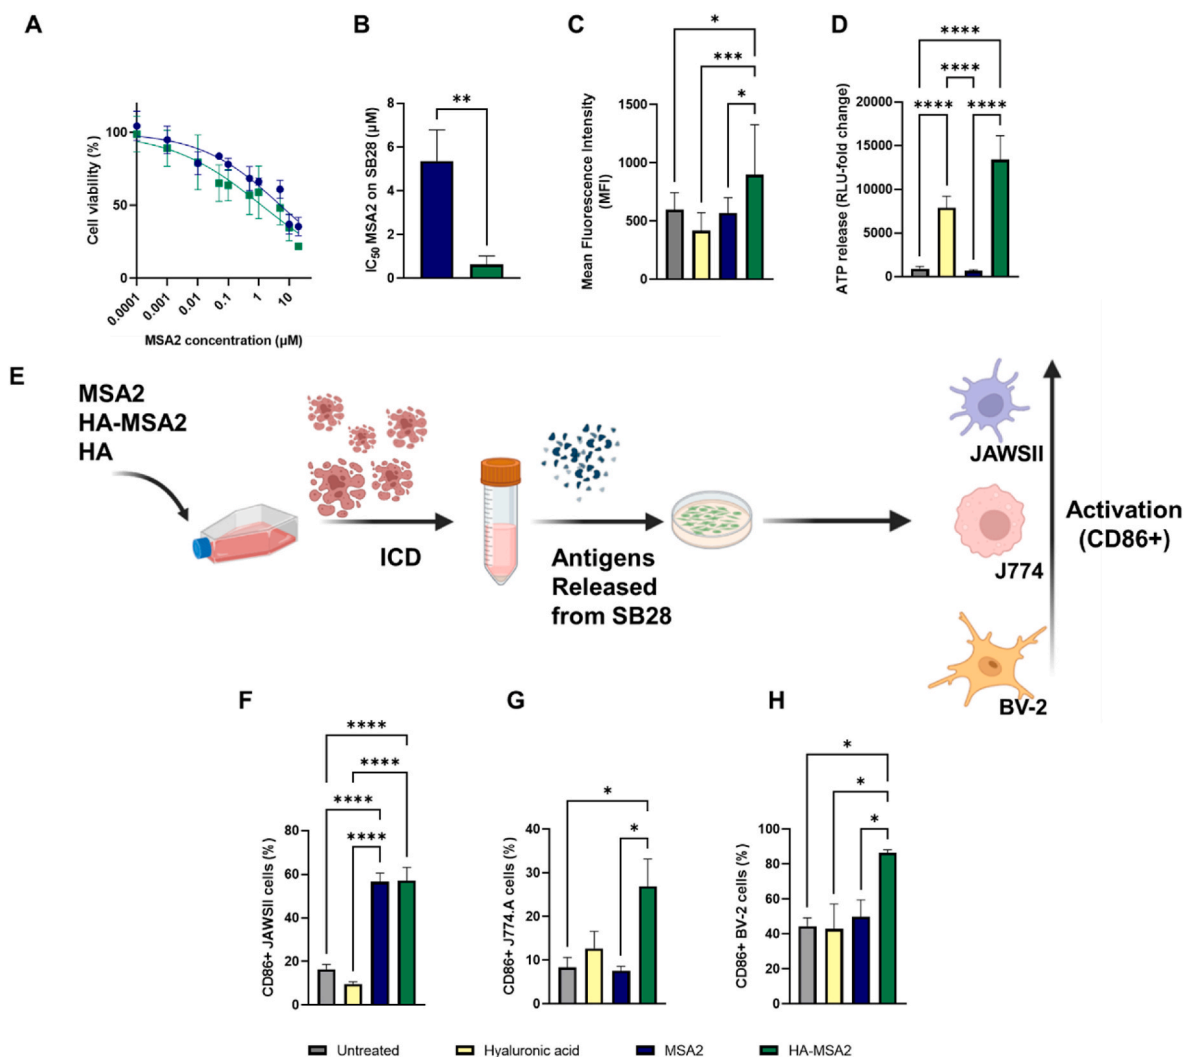 A
Cell viability (%)
100
50
0
0.0001
0.001
0.01
0.1
1
10
MSA2 concentration (μM)
B
IC50 MSA2 on SB28 (μM)
8
6
4
2
0
**
C
Mean Fluorescence Intensity
(MFI)
1500
1000
500
0
*
***
*
D
ATP release (RLU-fold change)
20000
15000
10000
5000
0
****
****
**** ****
E
MSA2
HA-MSA2
HA
ICD
Antigens
Released
from SB28
JAWSII
J774
BV-2
Activation
(CD86+)
F
CD86+ JAWSII cells (%)
80
60
40
20
0
****
****
****
****
G
CD86+ J774.A cells (%)
40
30
20
10
0
*
*
H
CD86+ BV-2 cells (%)
100
80
60
40
20
0
*
*
*
Untreated Hyaluronic acid MSA2 HA-MSA2